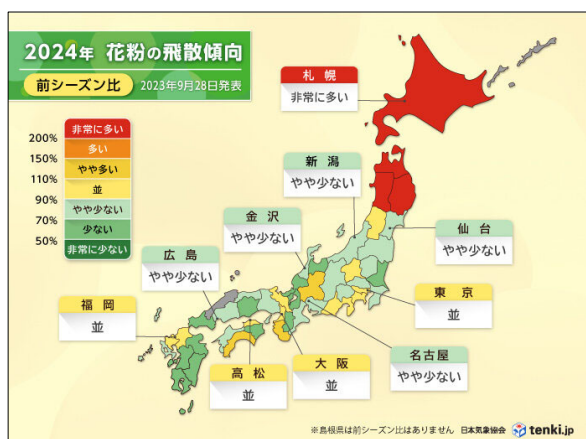 2024年 花粉の飛散傾向
前シーズン比 2023年9月28日発表
非常に多い
200%
多い
150%
やや多い
110%
並
90%
やや少ない
70%
少ない
50%
非常に少ない
札幌
非常に多い
新潟
やや少ない
金沢
やや少ない
仙台
やや少ない
広島
やや少ない
東京
並
福岡
並
名古屋
やや少ない
大阪
並
高松
並
※島根県は前シーズン比はありません 日本気象協会 tenki.jp